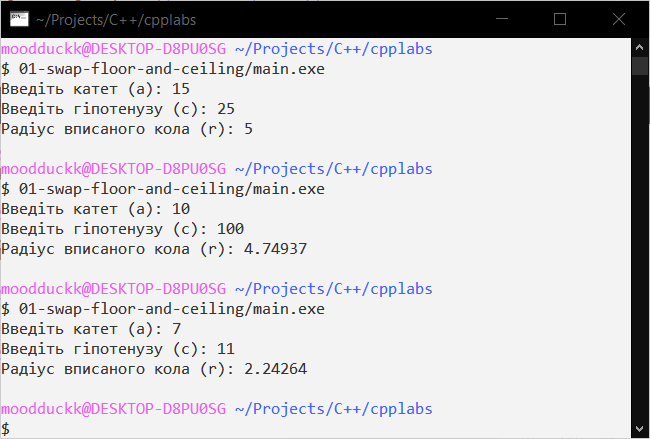 ~/Projects/C++/cpplabs
moodduckk@DESKTOP-D8PU0SG ~/Projects/C++/cpplabs
$ 01-swap-floor-and-ceiling/main.exe
Введіть катет (a): 15
Введіть гіпотенузу (c): 25
Радіус вписаного кола (r): 5
moodduckk@DESKTOP-D8PU0SG ~/Projects/C++/cpplabs
$ 01-swap-floor-and-ceiling/main.exe
Введіть катет (a): 10
Введіть гіпотенузу (c): 100
Радіус вписаного кола (r): 4.74937
moodduckk@DESKTOP-D8PU0SG ~/Projects/C++/cpplabs
$ 01-swap-floor-and-ceiling/main.exe
Введіть катет (a): 7
Введіть гіпотенузу (c): 11
Радіус вписаного кола (r): 2.24264
moodduckk@DESKTOP-D8PU0SG ~/Projects/C++/cpplabs
$